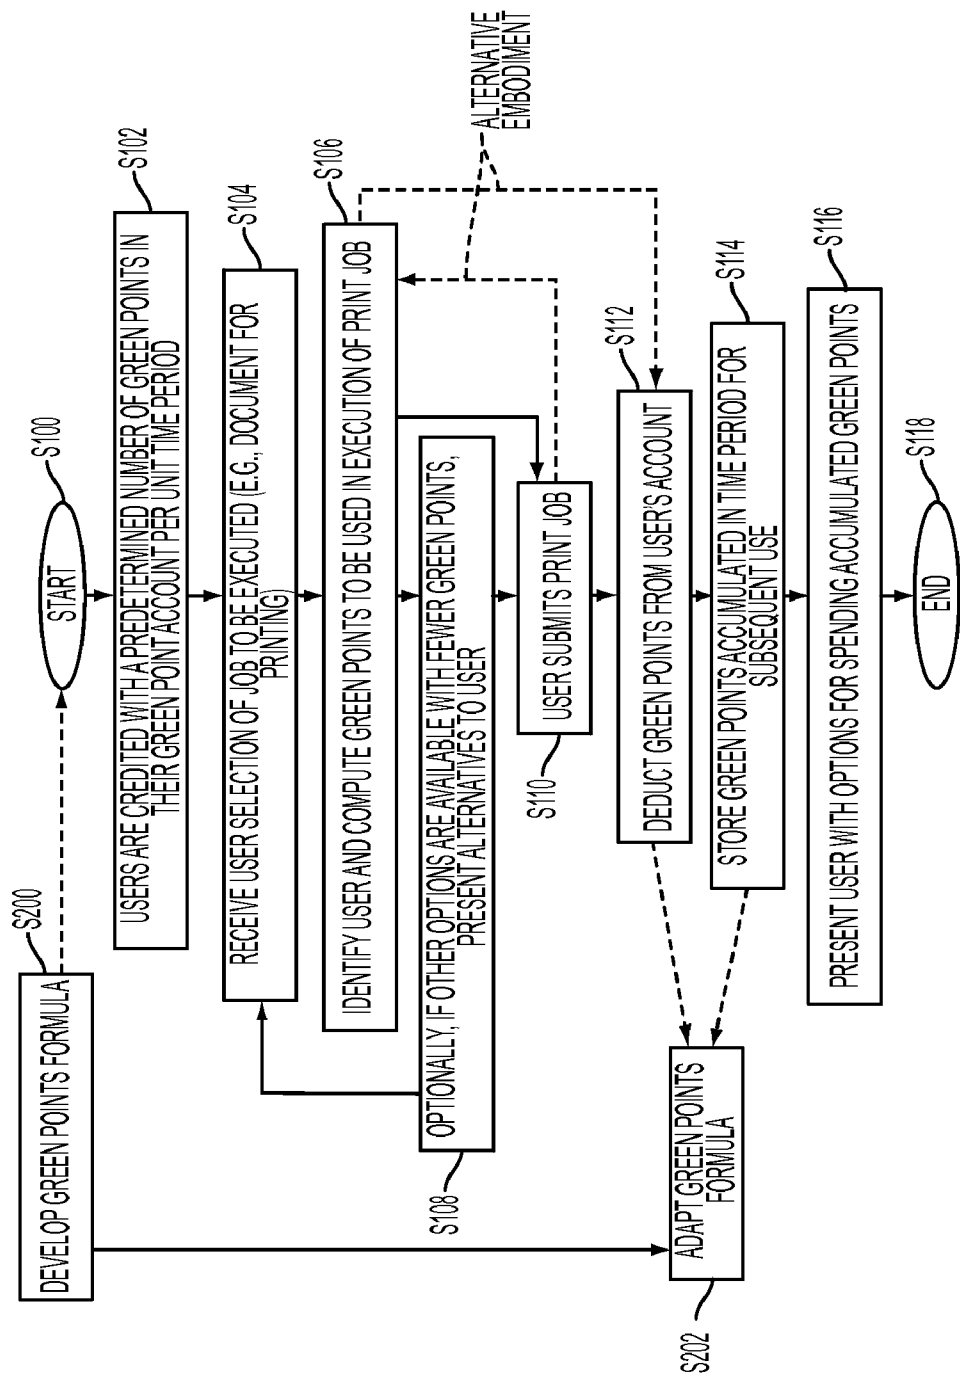 DEVELOP GREEN POINTS FORMULA
S200
START
S100
USERS ARE CREDITED WITH A PREDETERMINED NUMBER OF GREEN POINTS IN
THEIR GREEN POINT ACCOUNT PER UNIT TIME PERIOD
S102
RECEIVE USER SELECTION OF JOB TO BE EXECUTED (E.G., DOCUMENT FOR
PRINTING)
S104
IDENTIFY USER AND COMPUTE GREEN POINTS TO BE USED IN EXECUTION OF PRINT JOB
S106
OPTIONALLY, IF OTHER OPTIONS ARE AVAILABLE WITH FEWER GREEN POINTS,
PRESENT ALTERNATIVES TO USER
S108
ALTERNATIVE
EMBODIMENT
USER SUBMITS PRINT JOB
S110
DEDUCT GREEN POINTS FROM USER'S ACCOUNT
S112
STORE GREEN POINTS ACCUMULATED IN TIME PERIOD FOR
SUBSEQUENT USE
S114
ADAPT GREEN POINTS
FORMULA
S202
PRESENT USER WITH OPTIONS FOR SPENDING ACCUMULATED GREEN POINTS
S116
END
S118